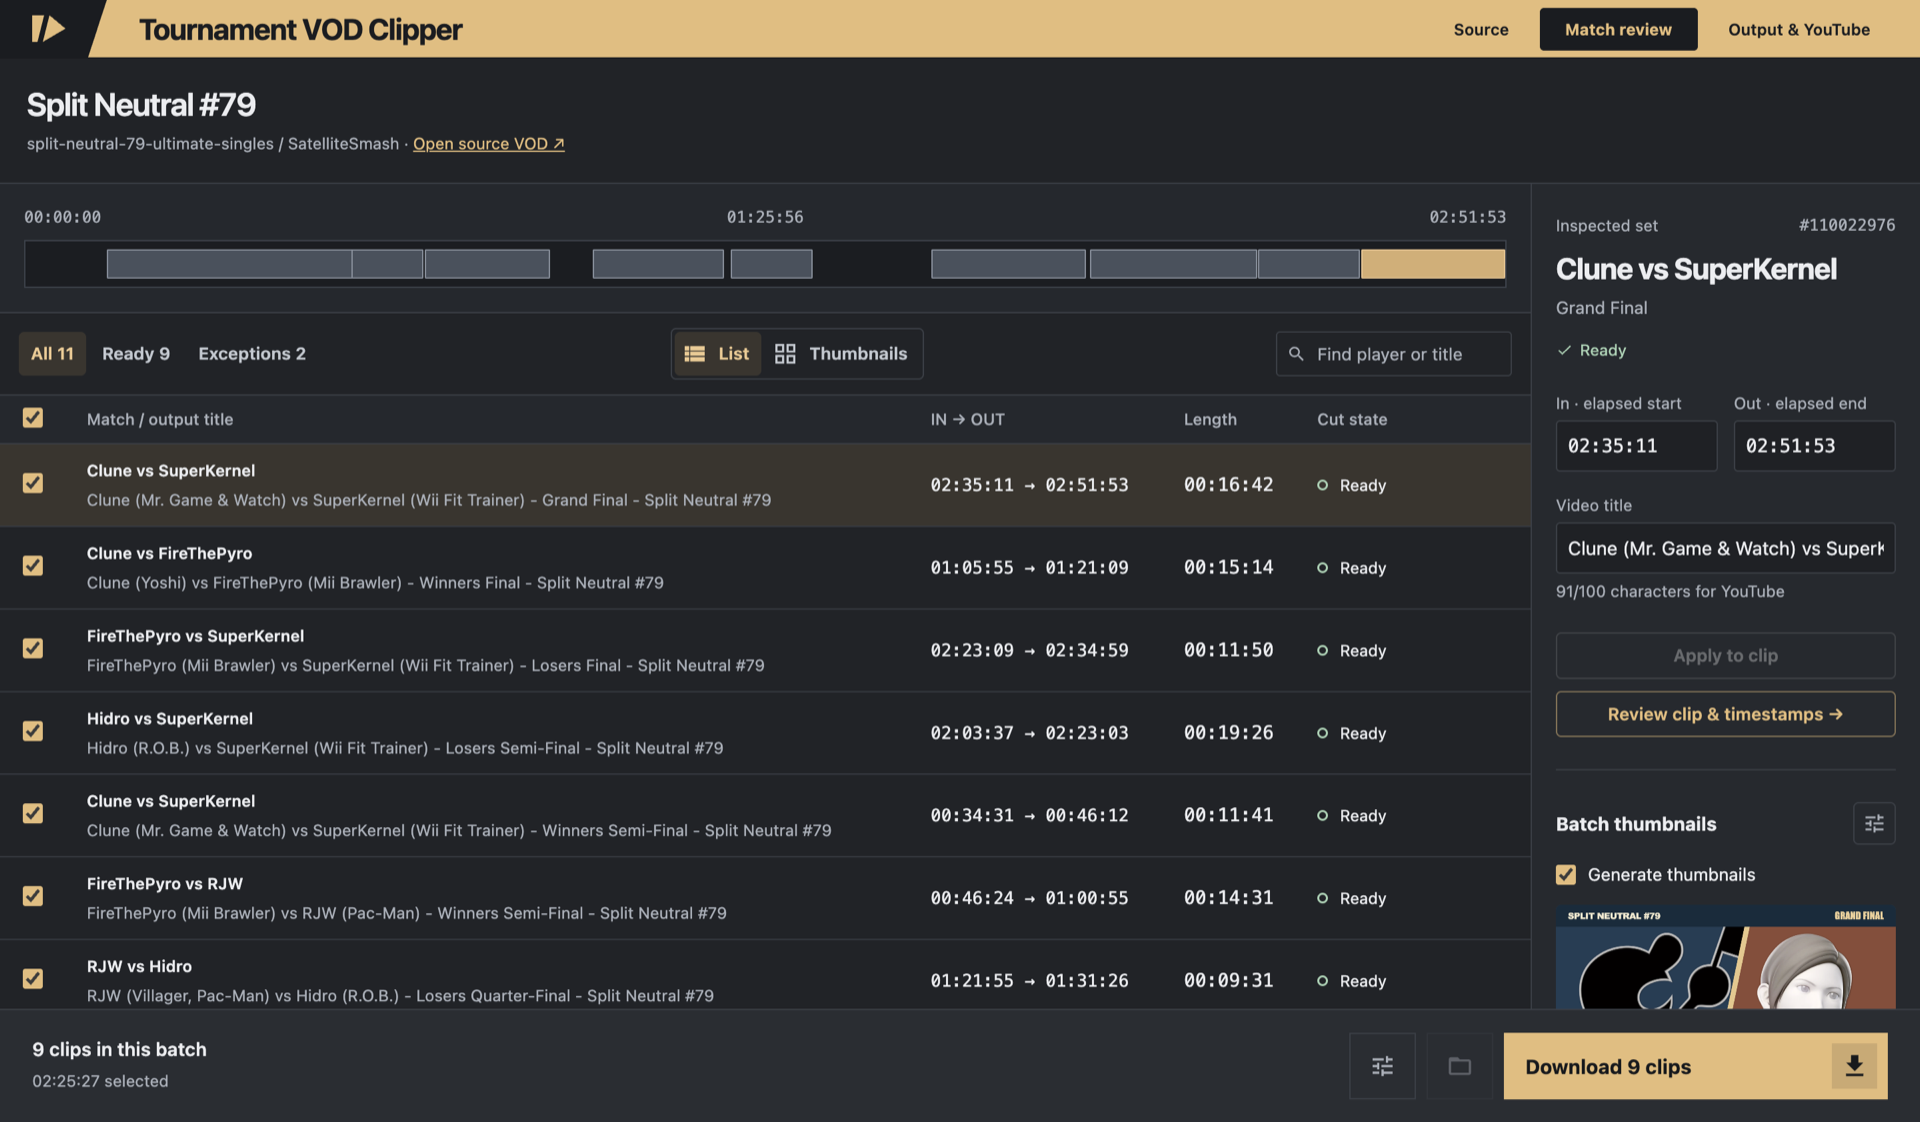 Tournament VOD Clipper
Source
Match review
Output & YouTube
Split Neutral #79
split-neutral-79-ultimate-singles / SatelliteSmash · Open source VOD ↗
00:00:00
01:25:56
02:51:53
All 11
Ready 9
Exceptions 2
List
Thumbnails
Find player or title
Match / output title
IN → OUT
Length
Cut state
Clune vs SuperKernel
Clune (Mr. Game & Watch) vs SuperKernel (Wii Fit Trainer) - Grand Final - Split Neutral #79
02:35:11 → 02:51:53
00:16:42
Ready
Clune vs FireThePyro
Clune (Yoshi) vs FireThePyro (Mii Brawler) - Winners Final - Split Neutral #79
01:05:55 → 01:21:09
00:15:14
Ready
FireThePyro vs SuperKernel
FireThePyro (Mii Brawler) vs SuperKernel (Wii Fit Trainer) - Losers Final - Split Neutral #79
02:23:09 → 02:34:59
00:11:50
Ready
Hidro vs SuperKernel
Hidro (R.O.B.) vs SuperKernel (Wii Fit Trainer) - Losers Semi-Final - Split Neutral #79
02:03:37 → 02:23:03
00:19:26
Ready
Clune vs SuperKernel
Clune (Mr. Game & Watch) vs SuperKernel (Wii Fit Trainer) - Winners Semi-Final - Split Neutral #79
00:34:31 → 00:46:12
00:11:41
Ready
FireThePyro vs RJW
FireThePyro (Mii Brawler) vs RJW (Pac-Man) - Winners Semi-Final - Split Neutral #79
00:46:24 → 01:00:55
00:14:31
Ready
RJW vs Hidro
RJW (Villager, Pac-Man) vs Hidro (R.O.B.) - Losers Quarter-Final - Split Neutral #79
01:21:55 → 01:31:26
00:09:31
Ready
Inspected set
#110022976
Clune vs SuperKernel
Grand Final
Ready
In · elapsed start
Out · elapsed end
02:35:11
02:51:53
Video title
Clune (Mr. Game & Watch) vs SuperK
91/100 characters for YouTube
Apply to clip
Review clip & timestamps →
Batch thumbnails
Generate thumbnails
SPLIT NEUTRAL #79
GRAND FINAL
9 clips in this batch
02:25:27 selected
Download 9 clips